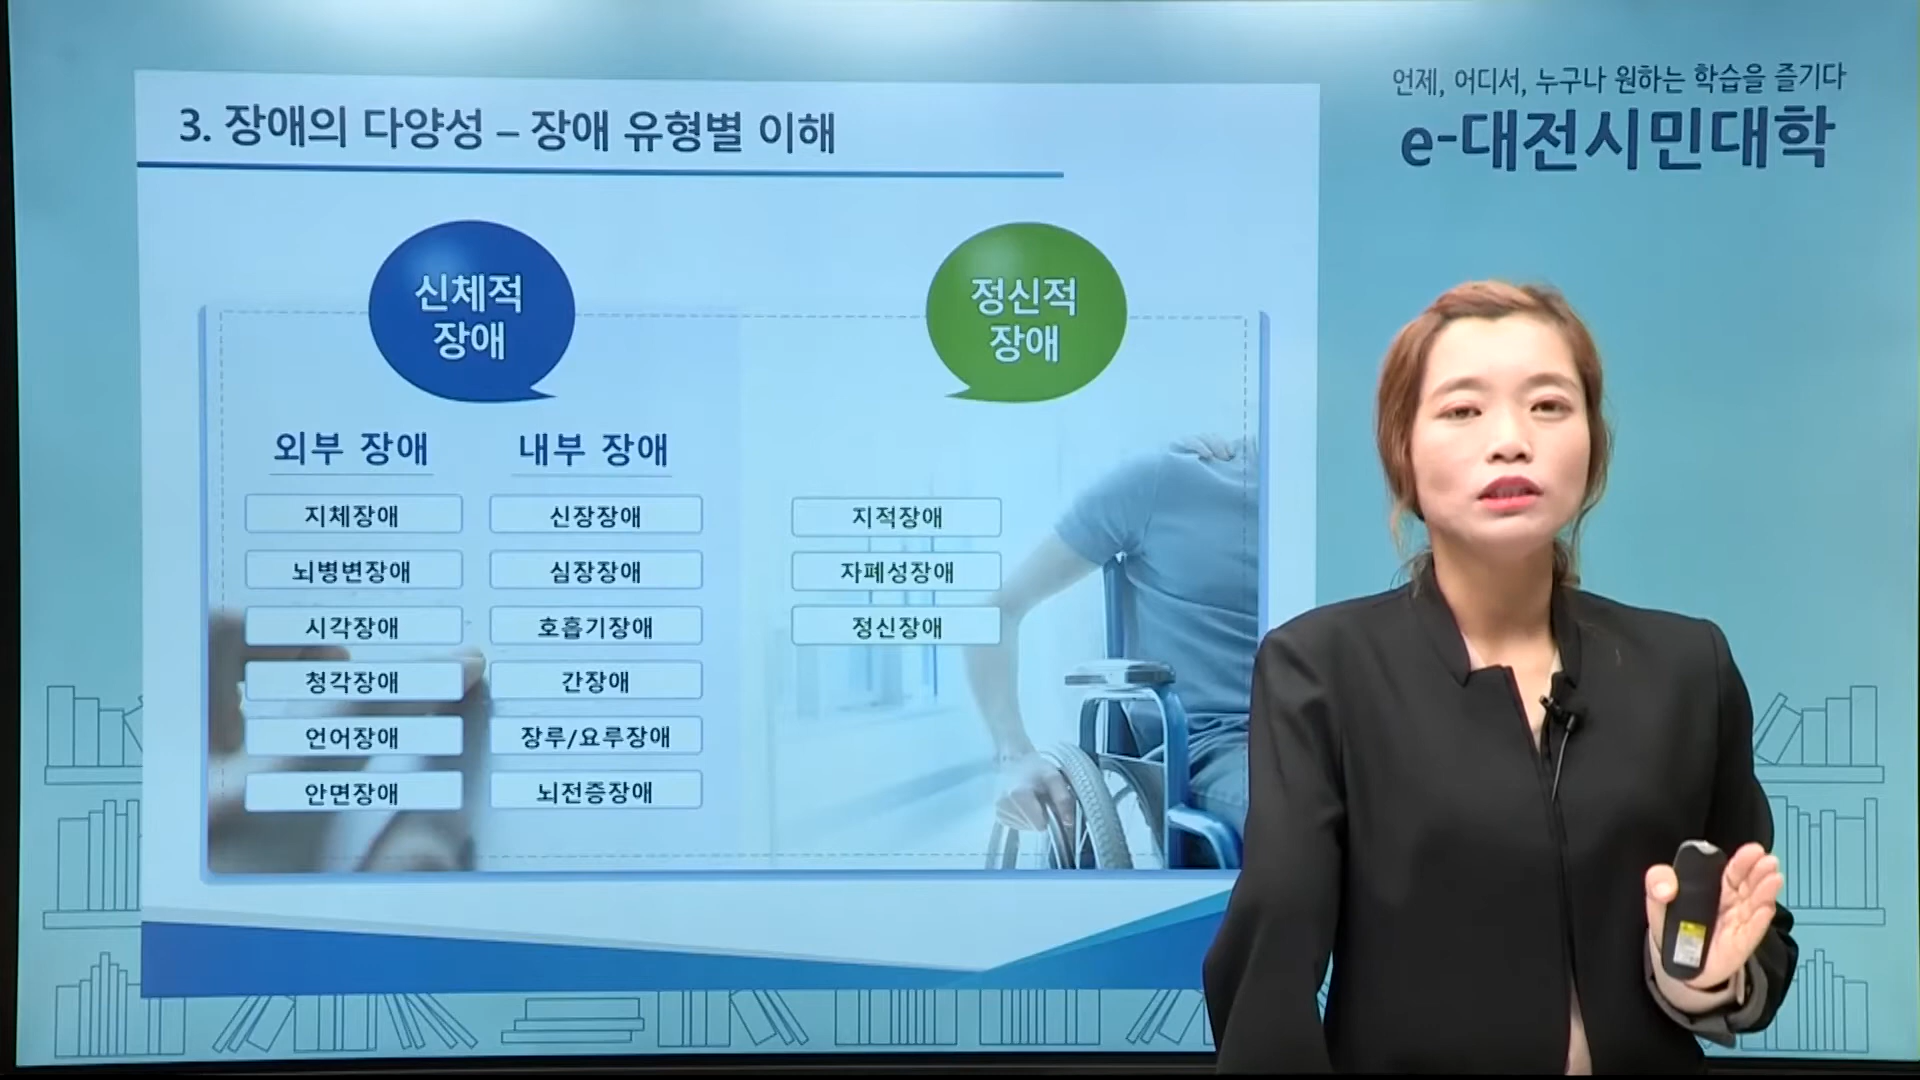 3. 장애의 다양성 – 장애 유형별 이해
언제, 어디서, 누구나 원하는 학습을 즐기다
e-대전시민대학
신체적
장애
외부 장애
지체장애
뇌병변장애
시각장애
청각장애
언어장애
안면장애
내부 장애
신장장애
심장장애
호흡기장애
간장애
장루/요루장애
뇌전증장애
정신적
장애
지적장애
자폐성장애
정신장애